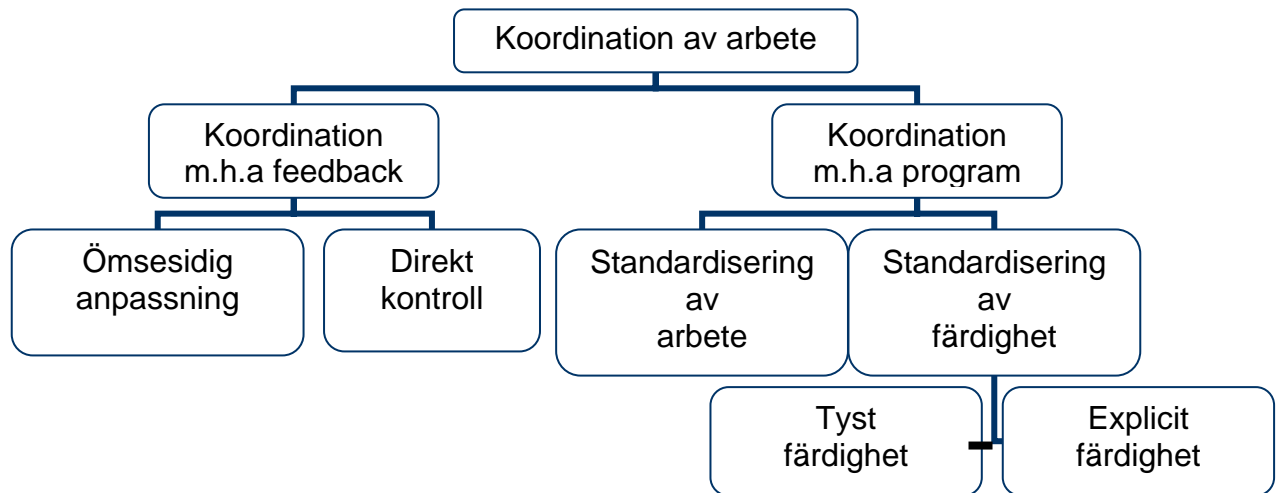 Koordination av arbete
Koordination
m.h.a feedback
Koordination
m.h.a program
Ömsesidig
anpassning
Direkt
kontroll
Standardisering
av
arbete
Standardisering
av
färdighet
Tyst
färdighet
Explicit
färdighet